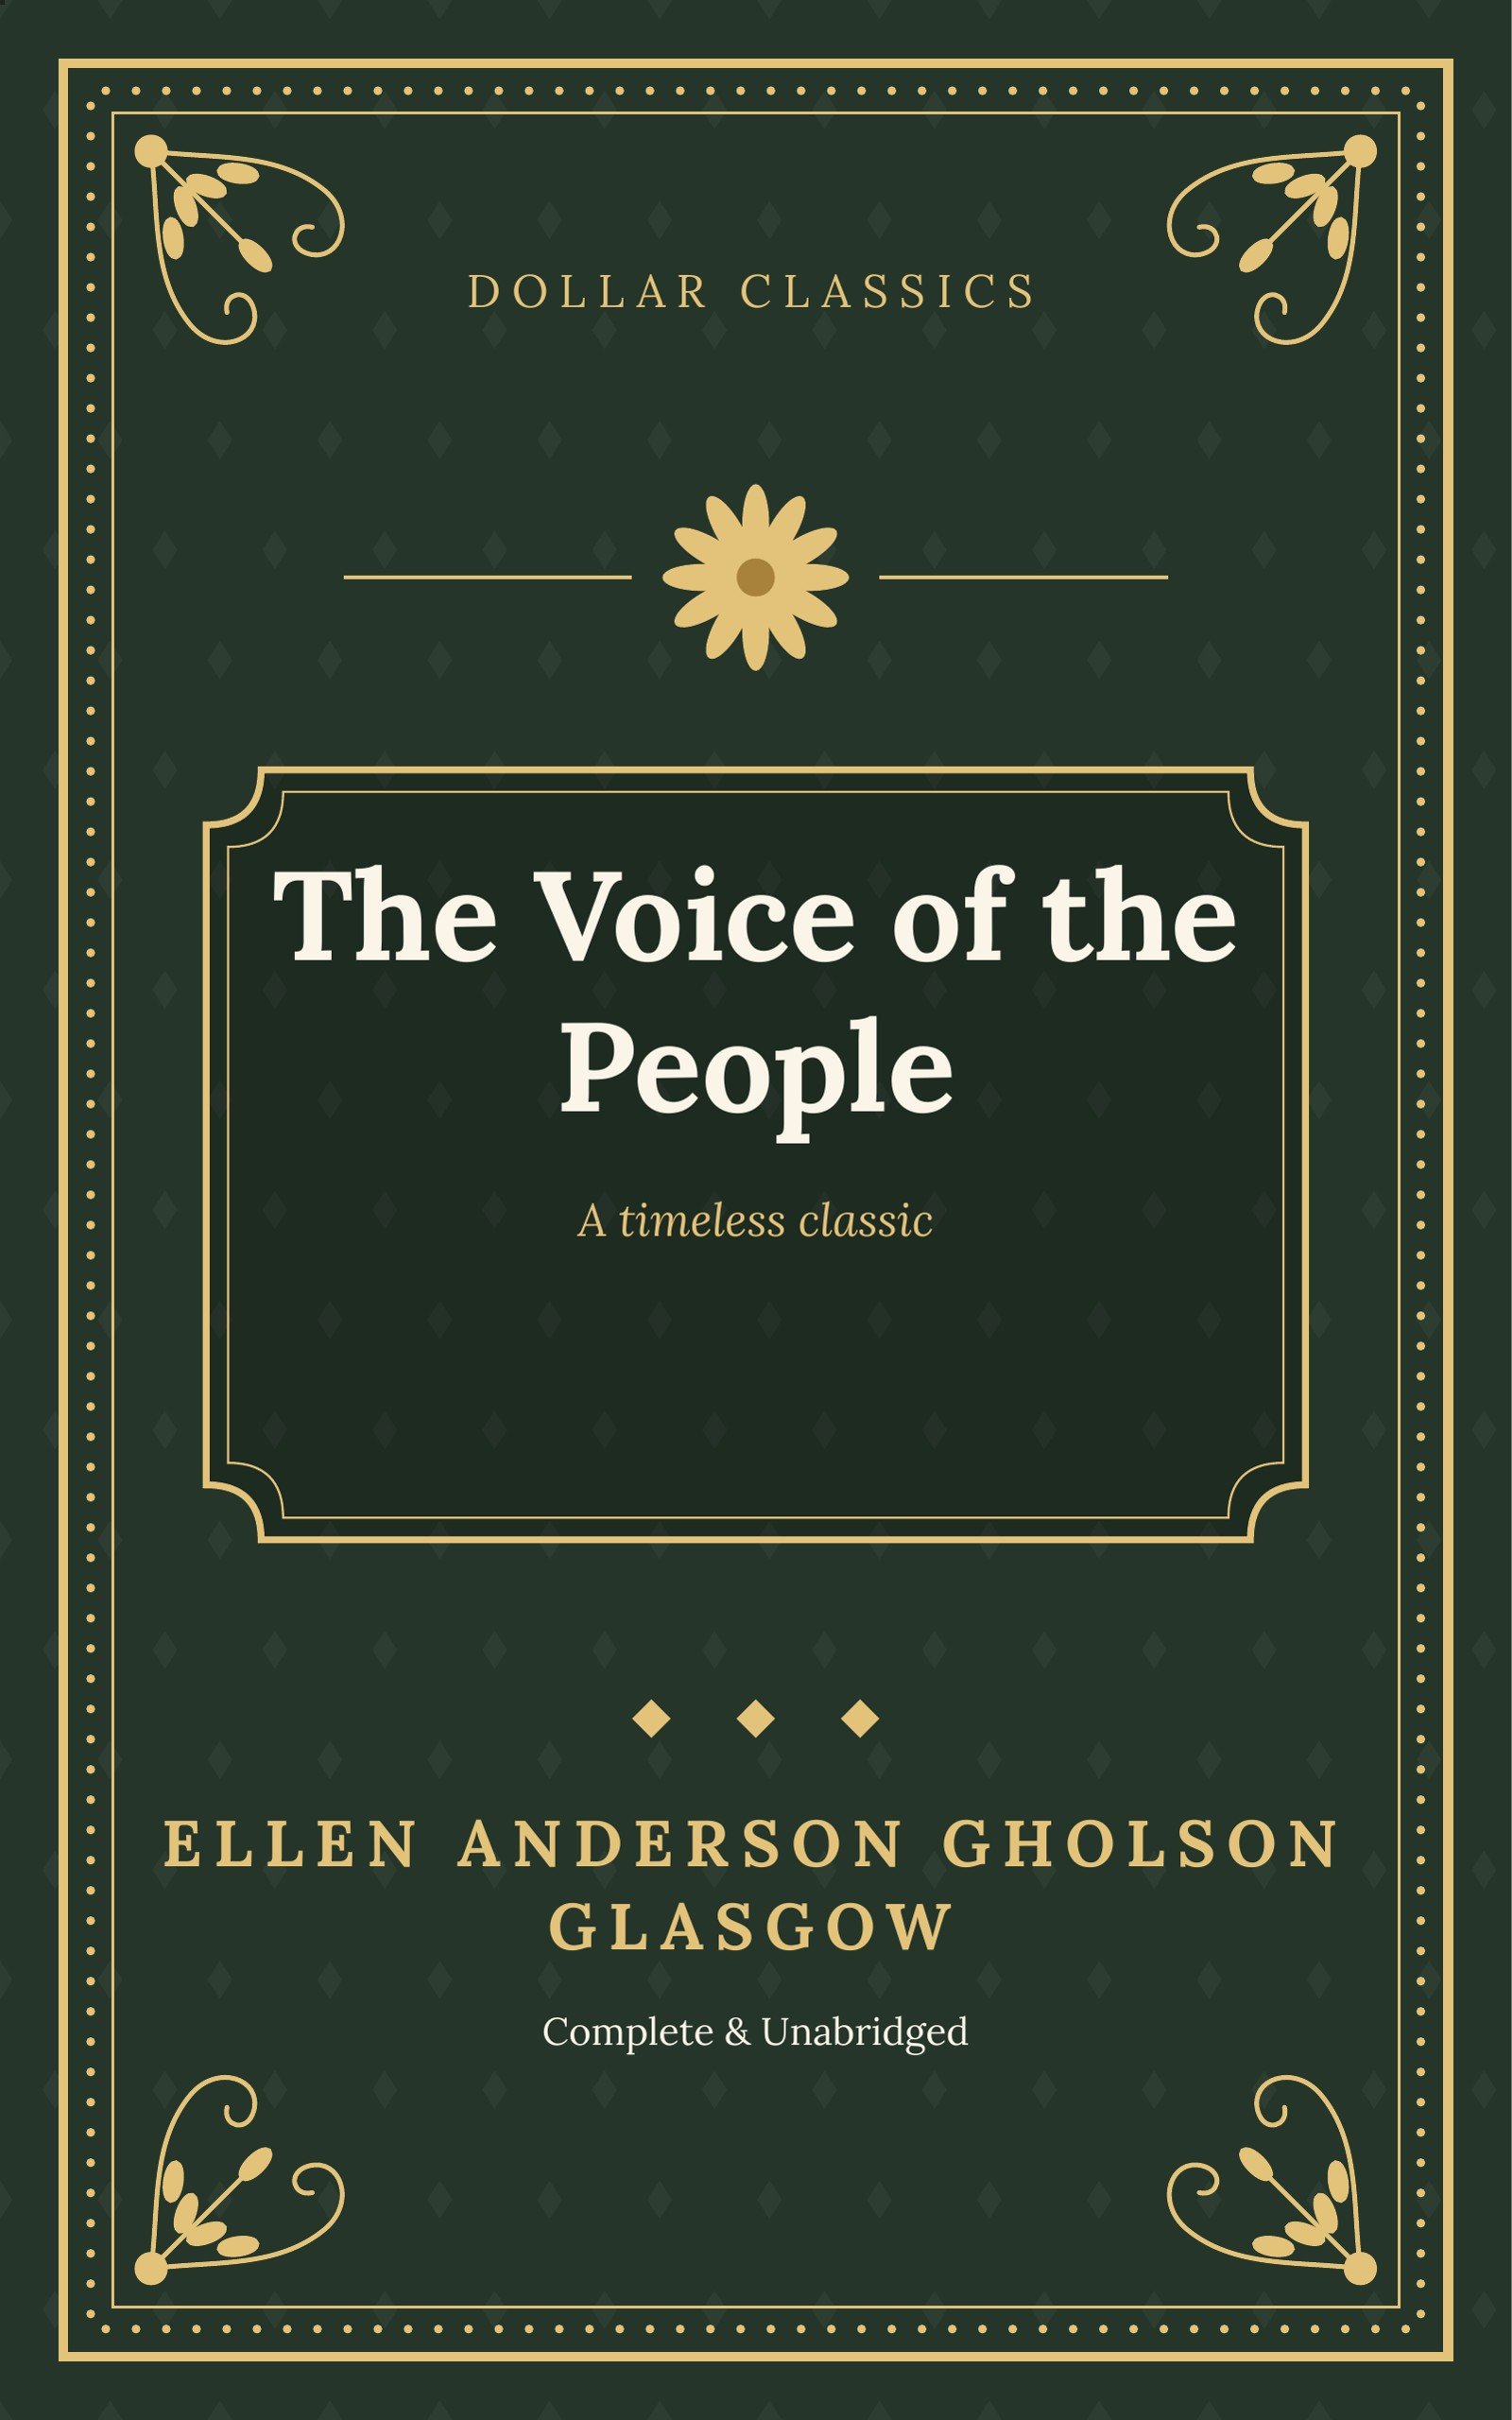 DOLLAR CLASSICS
The Voice of the
People
A timeless classic
ELLEN ANDERSON GHOLSON
GLASGOW
Complete & Unabridged